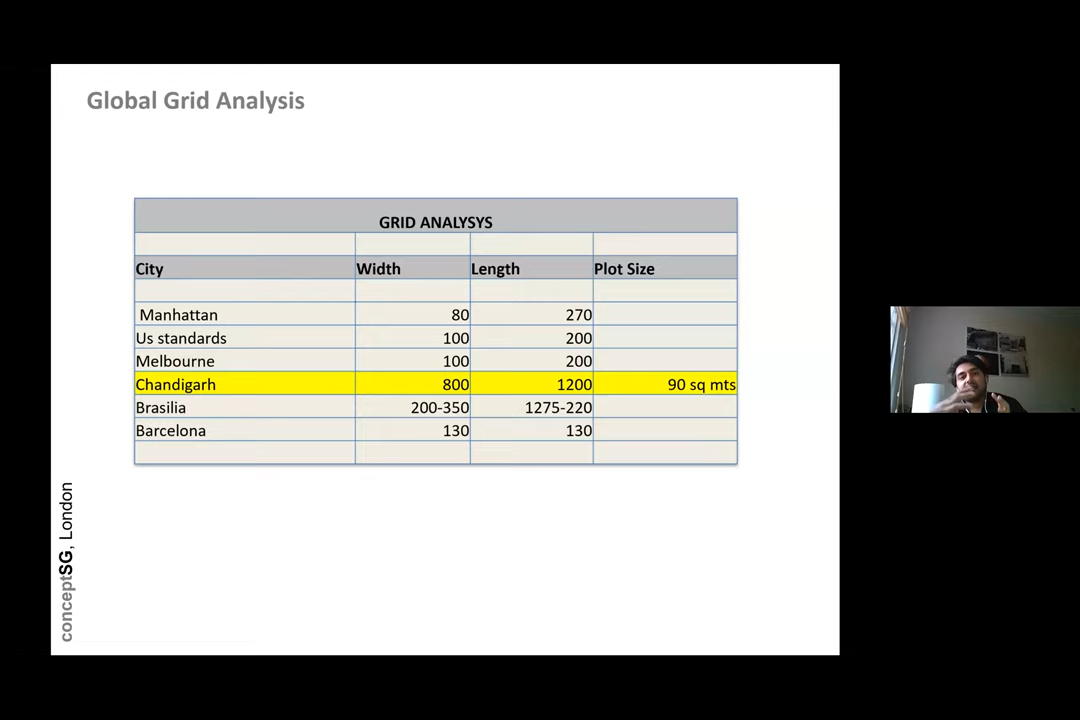 Global Grid Analysis
GRID ANALYSYS
City Width Length Plot Size
Manhattan 80 270
Us standards 100 200
Melbourne 100 200
Chandigarh 800 1200 90 sq mts
Brasilia 200-350 1275-220
Barcelona 130 130
conceptSG, London